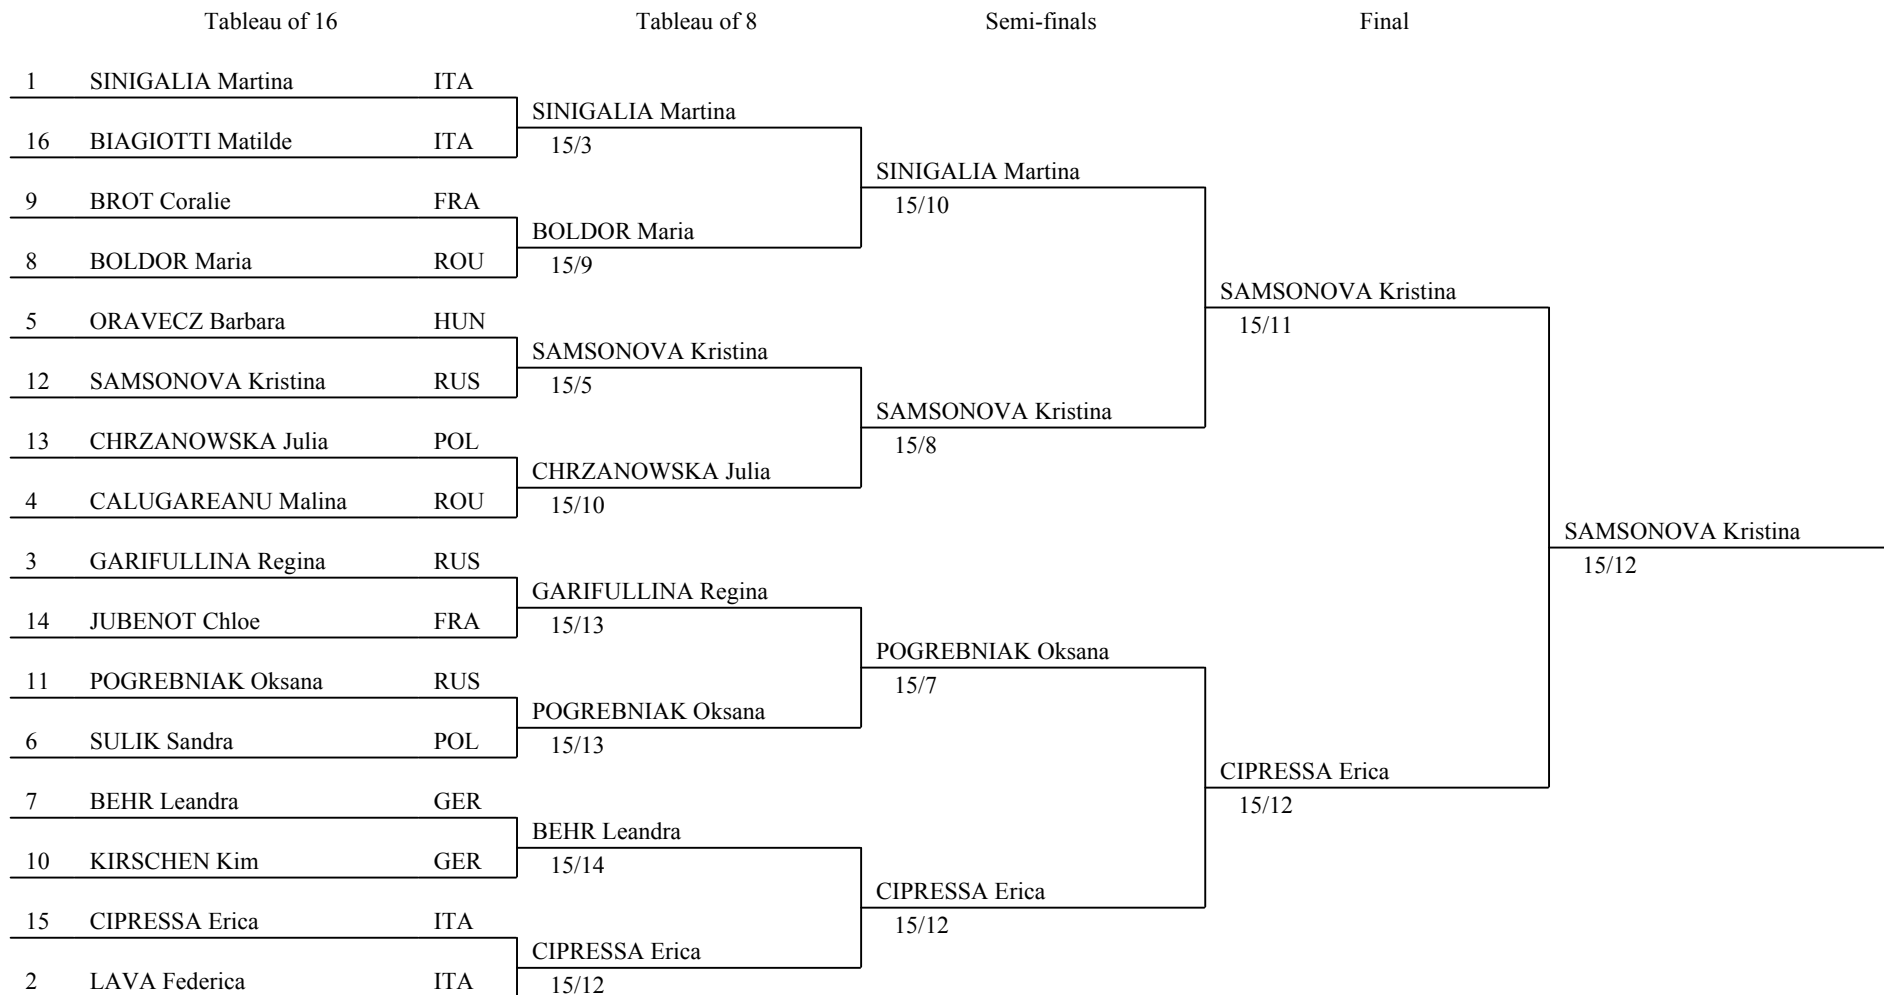 Tableau of 16 Tableau of 8 Semi-finals Final
1 SINIGALIA Martina ITA
SINIGALIA Martina
16 BIAGIOTTI Matilde ITA 15/3
SINIGALIA Martina
9 BROT Coralie FRA 15/10
BOLDOR Maria
8 BOLDOR Maria ROU 15/9
SAMSONOVA Kristina
5 ORAVECZ Barbara HUN 15/11
SAMSONOVA Kristina
12 SAMSONOVA Kristina RUS 15/5
SAMSONOVA Kristina
13 CHRZANOWSKA Julia POL 15/8
CHRZANOWSKA Julia
4 CALUGAREANU Malina ROU 15/10
SAMSONOVA Kristina
3 GARIFULLINA Regina RUS 15/12
GARIFULLINA Regina
14 JUBENOT Chloe FRA 15/13
POGREBNIAK Oksana
11 POGREBNIAK Oksana RUS 15/7
POGREBNIAK Oksana
6 SULIK Sandra POL 15/13
CIPRESSA Erica
7 BEHR Leandra GER 15/12
BEHR Leandra
10 KIRSCHEN Kim GER 15/14
CIPRESSA Erica
15 CIPRESSA Erica ITA 15/12
CIPRESSA Erica
2 LAVA Federica ITA 15/12